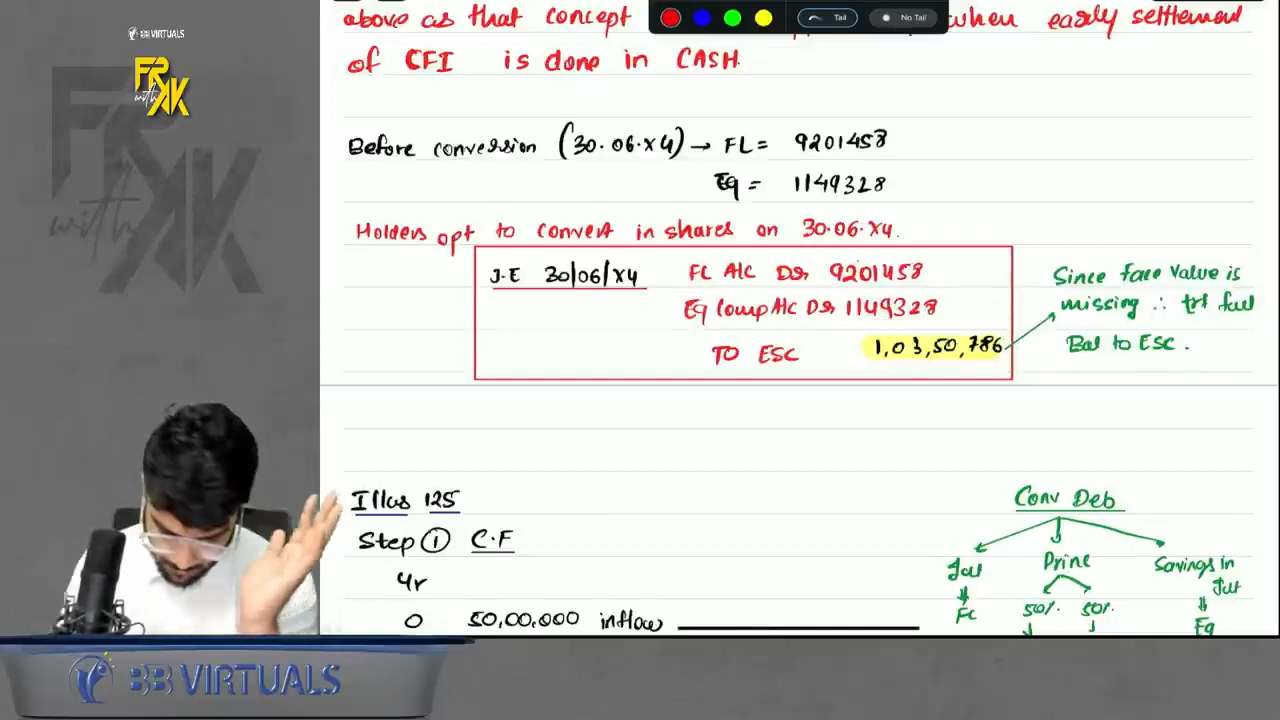 BB VIRTUALS
FR
with
KK
above as that concept when early settlement
Tail
No Tail
of CFI is done in CASH.
Before conversion (30.06.X4) → FL = 9201458
Eq = 1149328
Holders opt to convert in shares on 30.06.X4.
J.E 30/06/X4 FL A/C Dr 9201458
Eq Comp A/C Dr 1149328
TO ESC 1,03,50,786
Since face value is
missing ∴ trf full
Bal to ESC.
Illus 125
Step ① C.F
Yr
0 50,00,000 inflow
Conv Deb
Int Princ Savings in Int
FL 50% 50% Eq
BB VIRTUALS